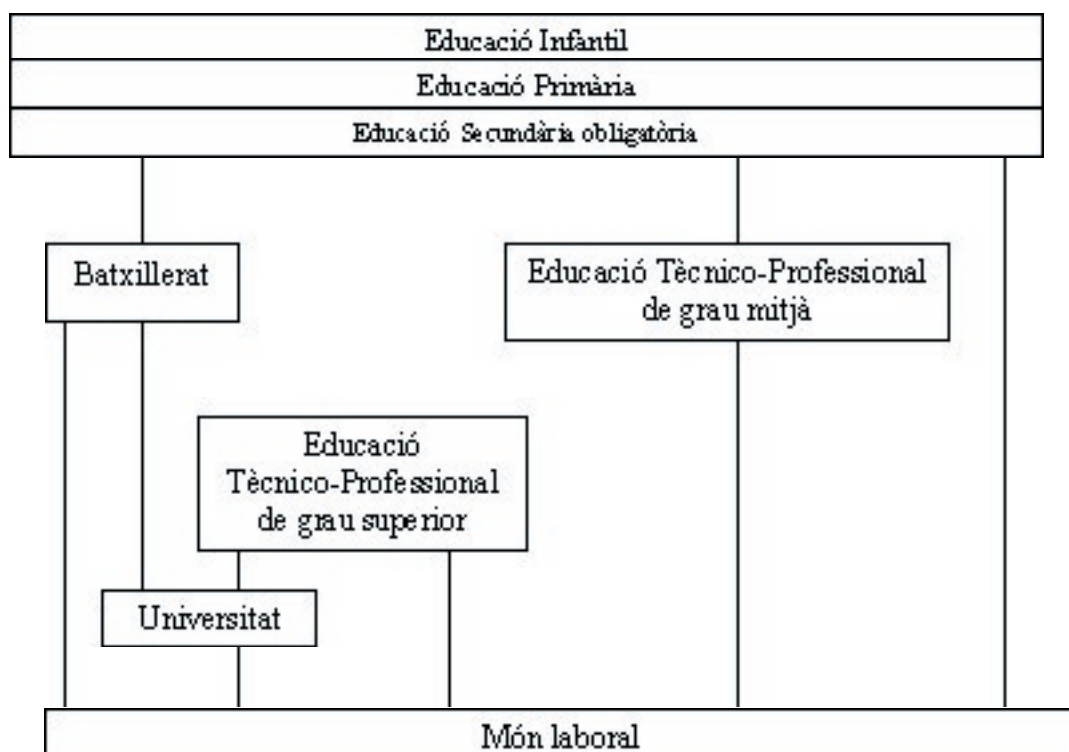 Educació Infàntil
Educació Primària
Educació Secundària obligatòria
Batxillerat
Educació Tècnico-Professional
de grau mitjà
Educació
Tècnico-Professional
de grau superior
Universitat
Món laboral